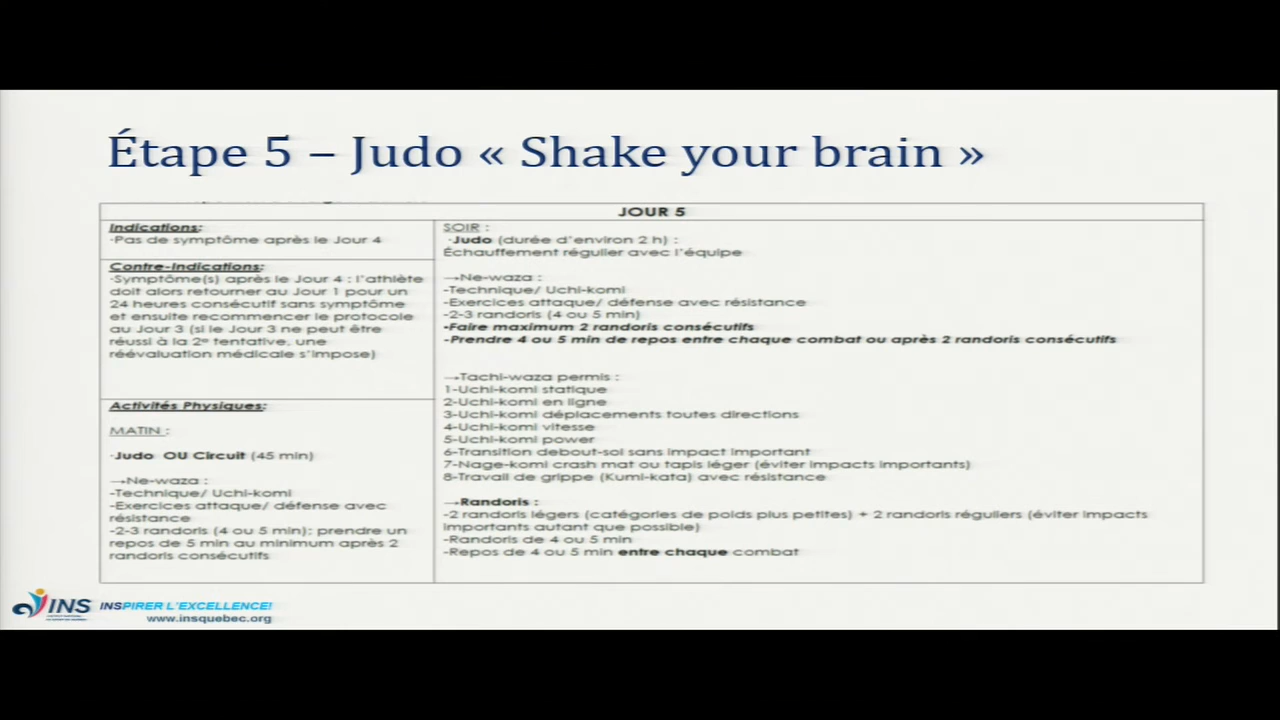 Étape 5 – Judo « Shake your brain »
JOUR 5
Indications:
-Pas de symptôme après le Jour 4
Contre-indications:
-Symptôme(s) après le Jour 4 : l'athlète
doit alors retourner au Jour 1 pour un
24 heures consécutif sans symptôme
et ensuite recommencer le protocole
au Jour 3 (si le Jour 3 ne peut être
réussi à la 2e tentative, une
réévaluation médicale s'impose)
Activités Physiques:
MATIN :
-Judo OU Circuit (45 min)
→Ne-waza :
-Technique/ Uchi-komi
-Exercices attaque/ défense avec
résistance
-2-3 randoris (4 ou 5 min); prendre un
repos de 5 min au minimum après 2
randoris consécutifs
SOIR :
-Judo (durée d'environ 2 h) :
Échauffement régulier avec l'équipe
→Ne-waza :
-Technique/ Uchi-komi
-Exercices attaque/ défense avec résistance
-2-3 randoris (4 ou 5 min)
-Faire maximum 2 randoris consécutifs
-Prendre 4 ou 5 min de repos entre chaque combat ou après 2 randoris consécutifs
→Tachi-waza permis :
1-Uchi-komi statique
2-Uchi-komi en ligne
3-Uchi-komi déplacements toutes directions
4-Uchi-komi vitesse
5-Uchi-komi power
6-Transition debout-sol sans impact important
7-Nage-komi crash mat ou tapis léger (éviter impacts importants)
8-Travail de grippe (Kumi-kata) avec résistance
→Randoris :
-2 randoris légers (catégories de poids plus petites) + 2 randoris réguliers (éviter impacts
importants autant que possible)
-Randoris de 4 ou 5 min
-Repos de 4 ou 5 min entre chaque combat
INS INSPIRER L'EXCELLENCE!
www.insquebec.org